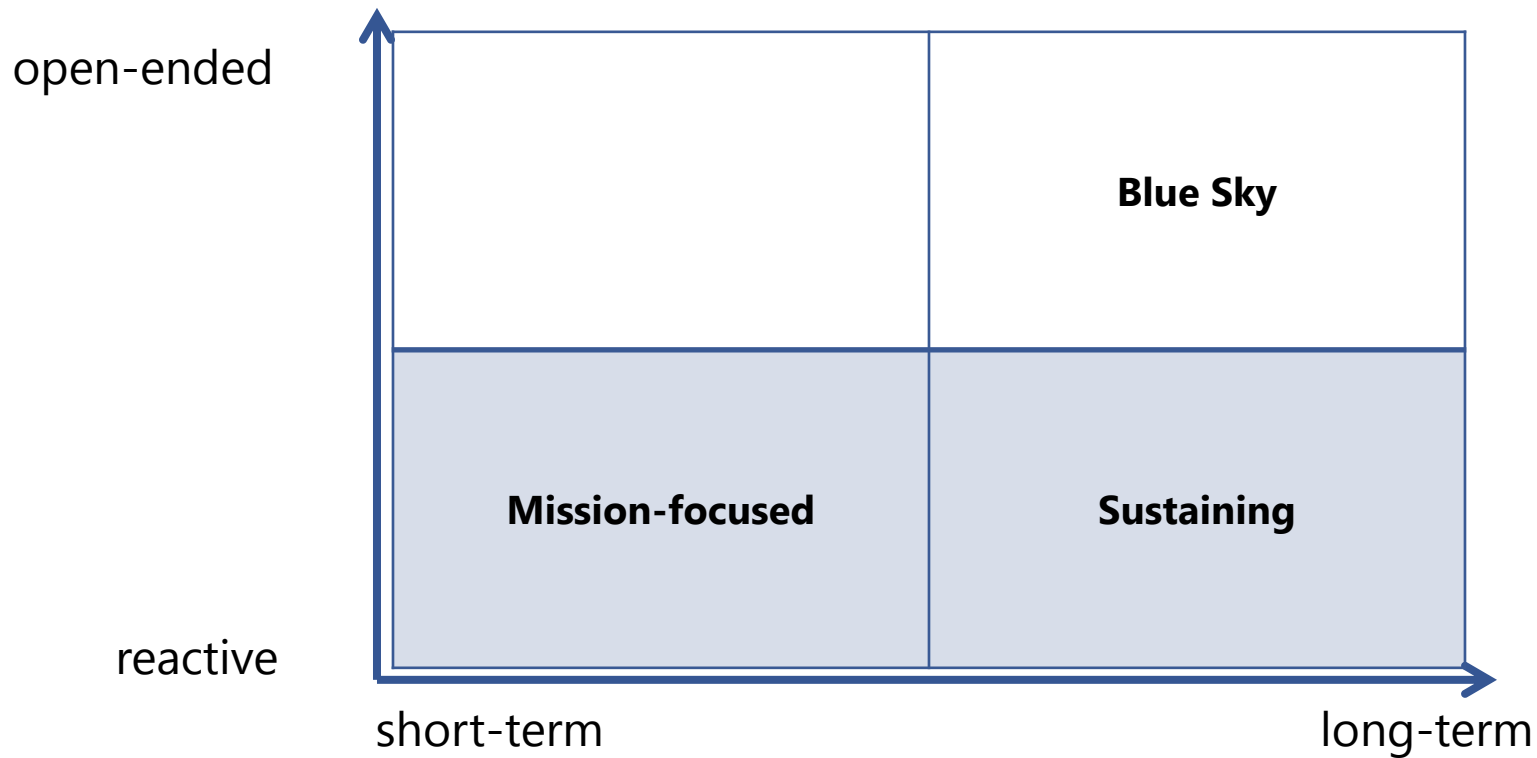 open-ended
Blue Sky
Mission-focused
Sustaining
reactive
short-term
long-term